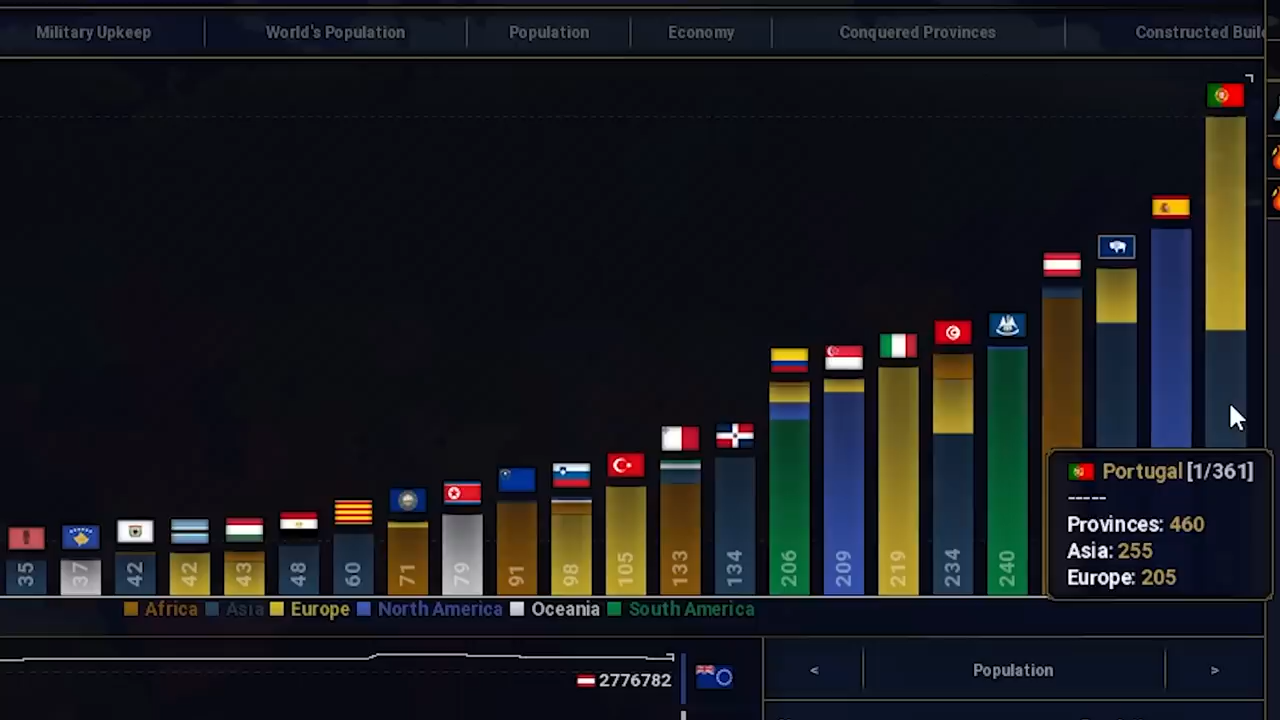 Military Upkeep
World's Population
Population
Economy
Conquered Provinces
Constructed Buil
35
37
42
42
43
48
60
71
79
91
98
105
133
134
206
209
219
234
240
Portugal [1/361]
-----
Provinces: 460
Asia: 255
Europe: 205
Africa Asia Europe North America Oceania South America
2776782
< Population >